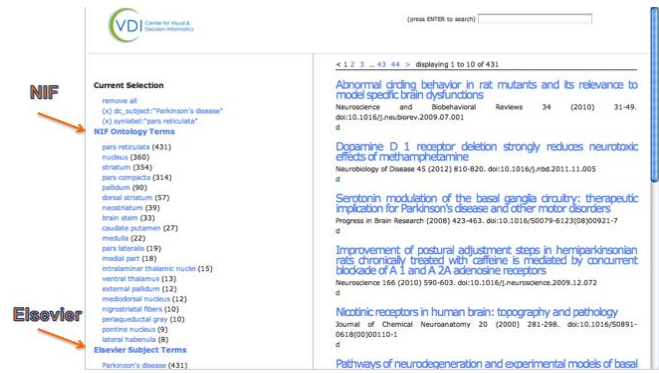 VDI Center for Visual & Decision Informatics
(press ENTER to search)
NIF
Current Selection
remove all
(x) dc_subject:"Parkinson's disease"
(x) synlabel:"pars reticulata"
NIF Ontology Terms
pars reticulata (431)
nucleus (360)
striatum (354)
pars compacta (314)
pallidum (90)
dorsal striatum (57)
neostriatum (39)
brain stem (33)
caudate putamen (27)
medulla (22)
pars lateralis (19)
medial part (18)
intralaminar thalamic nuclei (15)
ventral thalamus (13)
external pallidum (12)
mediodorsal nucleus (12)
nigrostriatal fibers (10)
periaqueductal gray (10)
pontine nucleus (9)
lateral habenula (8)
Elsevier
Elsevier Subject Terms
Parkinson's disease (431)
< 1 2 3 .. 43 44 > displaying 1 to 10 of 431
Abnormal circling behavior in rat mutants and its relevance to
model specific brain dysfunctions
Neuroscience and Biobehavioral Reviews 34 (2010) 31-49.
doi:10.1016/j.neubiorev.2009.07.001
d
Dopamine D 1 receptor deletion strongly reduces neurotoxic
effects of methamphetamine
Neurobiology of Disease 45 (2012) 810-820. doi:10.1016/j.nbd.2011.11.005
d
Serotonin modulation of the basal ganglia circuitry: therapeutic
implication for Parkinson's disease and other motor disorders
Progress in Brain Research (2008) 423-463. doi:10.1016/S0079-6123(08)00921-7
d
Improvement of postural adjustment steps in hemiparkinsonian
rats chronically treated with caffeine is mediated by concurrent
blockade of A 1 and A 2A adenosine receptors
Neuroscience 166 (2010) 590-603. doi:10.1016/j.neuroscience.2009.12.072
d
Nicotinic receptors in human brain: topography and pathology
Journal of Chemical Neuroanatomy 20 (2000) 281-298. doi:10.1016/S0891-
0618(00)00110-1
d
Pathways of neurodegeneration and experimental models of basal